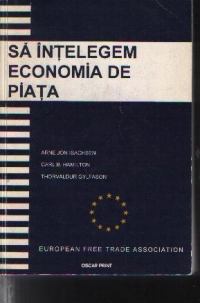 SĂ ÎNȚELEGEM
ECONOMIA DE
PIAȚA
ARNE JON ISACHSEN
CARL B. HAMILTON
THORVALDUR GYLFASON
EUROPEAN FREE TRADE ASSOCIATION
OSCAR PRINT